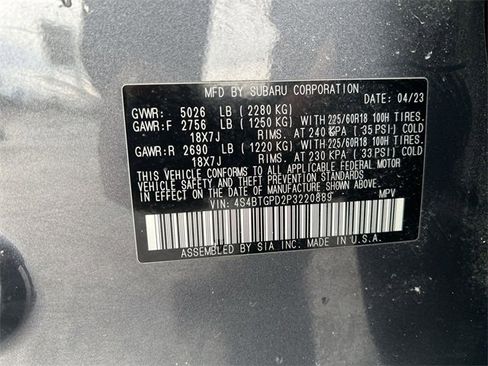 MFD BY SUBARU CORPORATION DATE: 04/23
GVWR: 5026 LB (2280 KG)
GAWR:F 2756 LB (1250 KG) WITH 225/60R18 100H TIRES.
18X7J RIMS. AT 240 KPA (35 PSI) COLD
GAWR:R 2690 LB (1220 KG) WITH 225/60R18 100H TIRES.
18X7J RIMS. AT 230 KPA (33 PSI) COLD
THIS VEHICLE CONFORMS TO ALL APPLICABLE FEDERAL MOTOR
VEHICLE SAFETY AND THEFT PREVENTION STANDARDS
IN EFFECT ON THE DATE OF MANUFACTURE SHOWN ABOVE.
VIN: 4S4BTGPD2P3220889 MPV
ASSEMBLED BY SIA INC. MADE IN U.S.A.